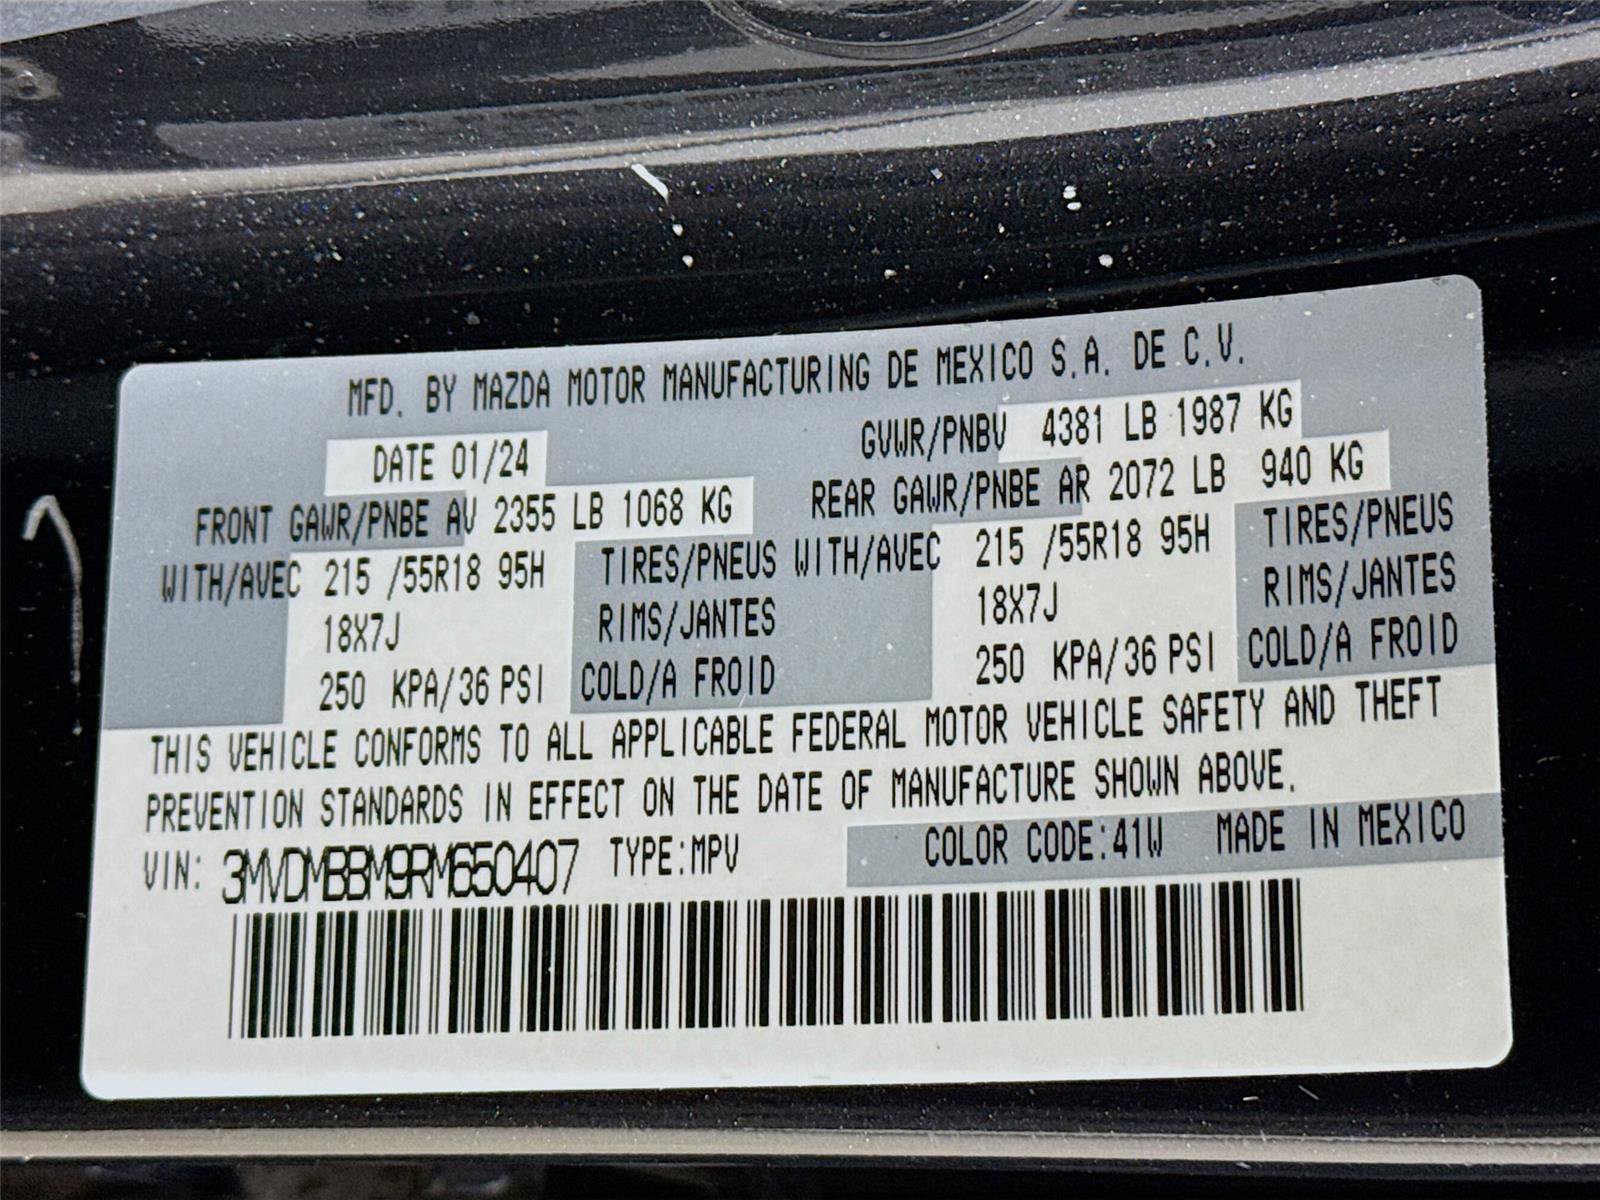 MFD. BY MAZDA MOTOR MANUFACTURING DE MEXICO S.A. DE C.V.
DATE 01/24 GVWR/PNBV 4381 LB 1987 KG
FRONT GAWR/PNBE AV 2355 LB 1068 KG REAR GAWR/PNBE AR 2072 LB 940 KG
WITH/AVEC 215 /55R18 95H TIRES/PNEUS WITH/AVEC 215 /55R18 95H TIRES/PNEUS
18X7J RIMS/JANTES 18X7J RIMS/JANTES
250 KPA/36 PSI COLD/A FROID 250 KPA/36 PSI COLD/A FROID
THIS VEHICLE CONFORMS TO ALL APPLICABLE FEDERAL MOTOR VEHICLE SAFETY AND THEFT
PREVENTION STANDARDS IN EFFECT ON THE DATE OF MANUFACTURE SHOWN ABOVE.
VIN: 3MVDMBBM9RM650407 TYPE:MPV COLOR CODE:41W MADE IN MEXICO